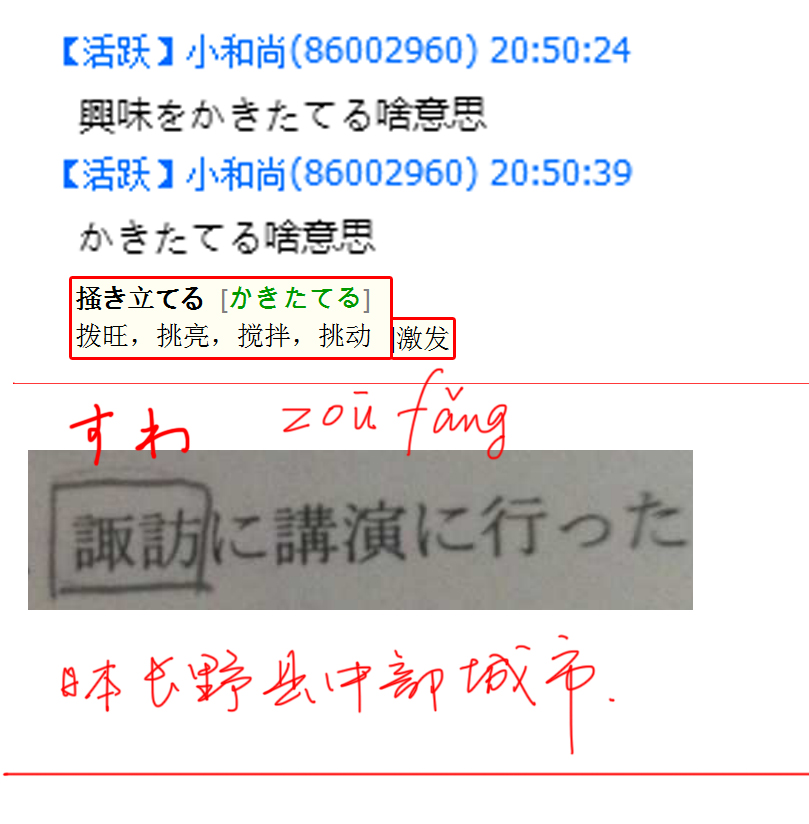 【活跃】小和尚(86002960) 20:50:24
興味をかきたてる啥意思
【活跃】小和尚(86002960) 20:50:39
かきたてる啥意思
掻き立てる [かきたてる]
拨旺，挑亮，搅拌，挑动 激发
すわ zoū fǎng
諏訪に講演に行った
日本长野县中部城市.